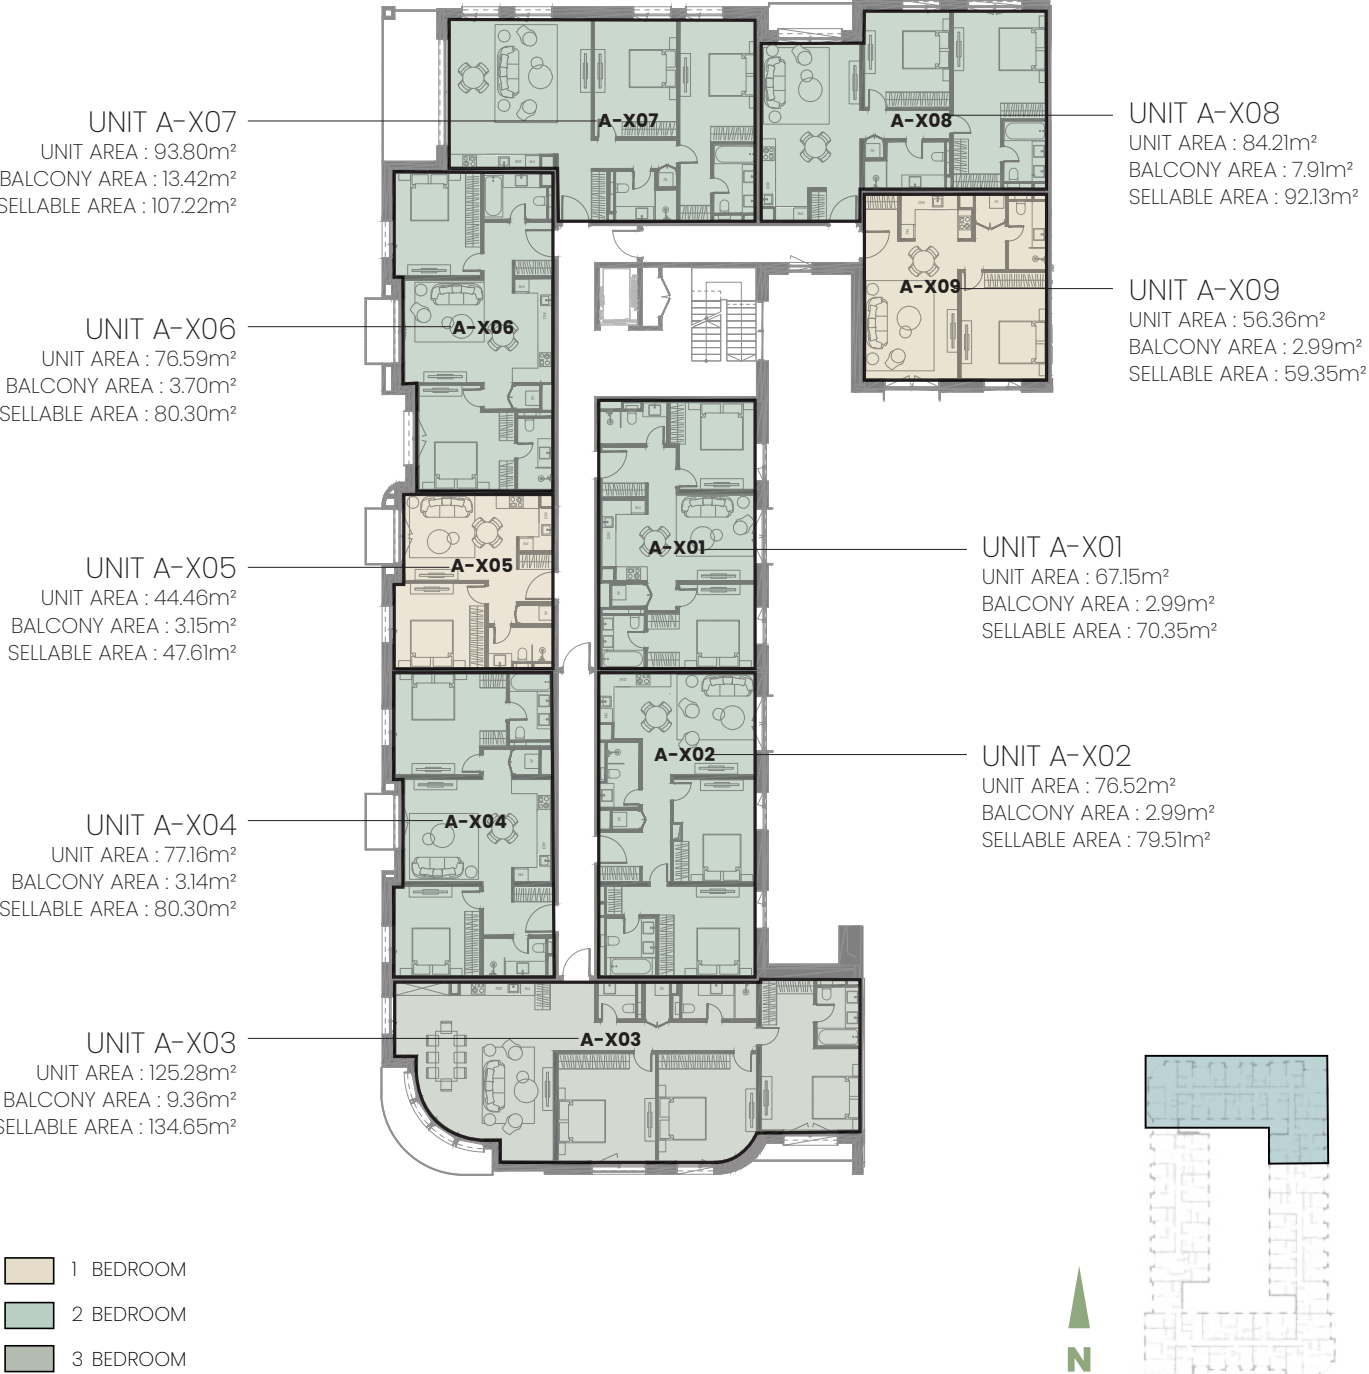 UNIT A-X07
UNIT AREA : 93.80m²
BALCONY AREA : 13.42m²
SELLABLE AREA : 107.22m²
A-X07
A-X08
UNIT A-X08
UNIT AREA : 84.21m²
BALCONY AREA : 7.91m²
SELLABLE AREA : 92.13m²
UNIT A-X06
UNIT AREA : 76.59m²
BALCONY AREA : 3.70m²
SELLABLE AREA : 80.30m²
A-X06
A-X09
UNIT A-X09
UNIT AREA : 56.36m²
BALCONY AREA : 2.99m²
SELLABLE AREA : 59.35m²
UNIT A-X05
UNIT AREA : 44.46m²
BALCONY AREA : 3.15m²
SELLABLE AREA : 47.61m²
A-X05
A-X01
UNIT A-X01
UNIT AREA : 67.15m²
BALCONY AREA : 2.99m²
SELLABLE AREA : 70.35m²
A-X02
UNIT A-X02
UNIT AREA : 76.52m²
BALCONY AREA : 2.99m²
SELLABLE AREA : 79.51m²
UNIT A-X04
UNIT AREA : 77.16m²
BALCONY AREA : 3.14m²
SELLABLE AREA : 80.30m²
A-X04
UNIT A-X03
UNIT AREA : 125.28m²
BALCONY AREA : 9.36m²
SELLABLE AREA : 134.65m²
A-X03
1 BEDROOM
2 BEDROOM
3 BEDROOM
N